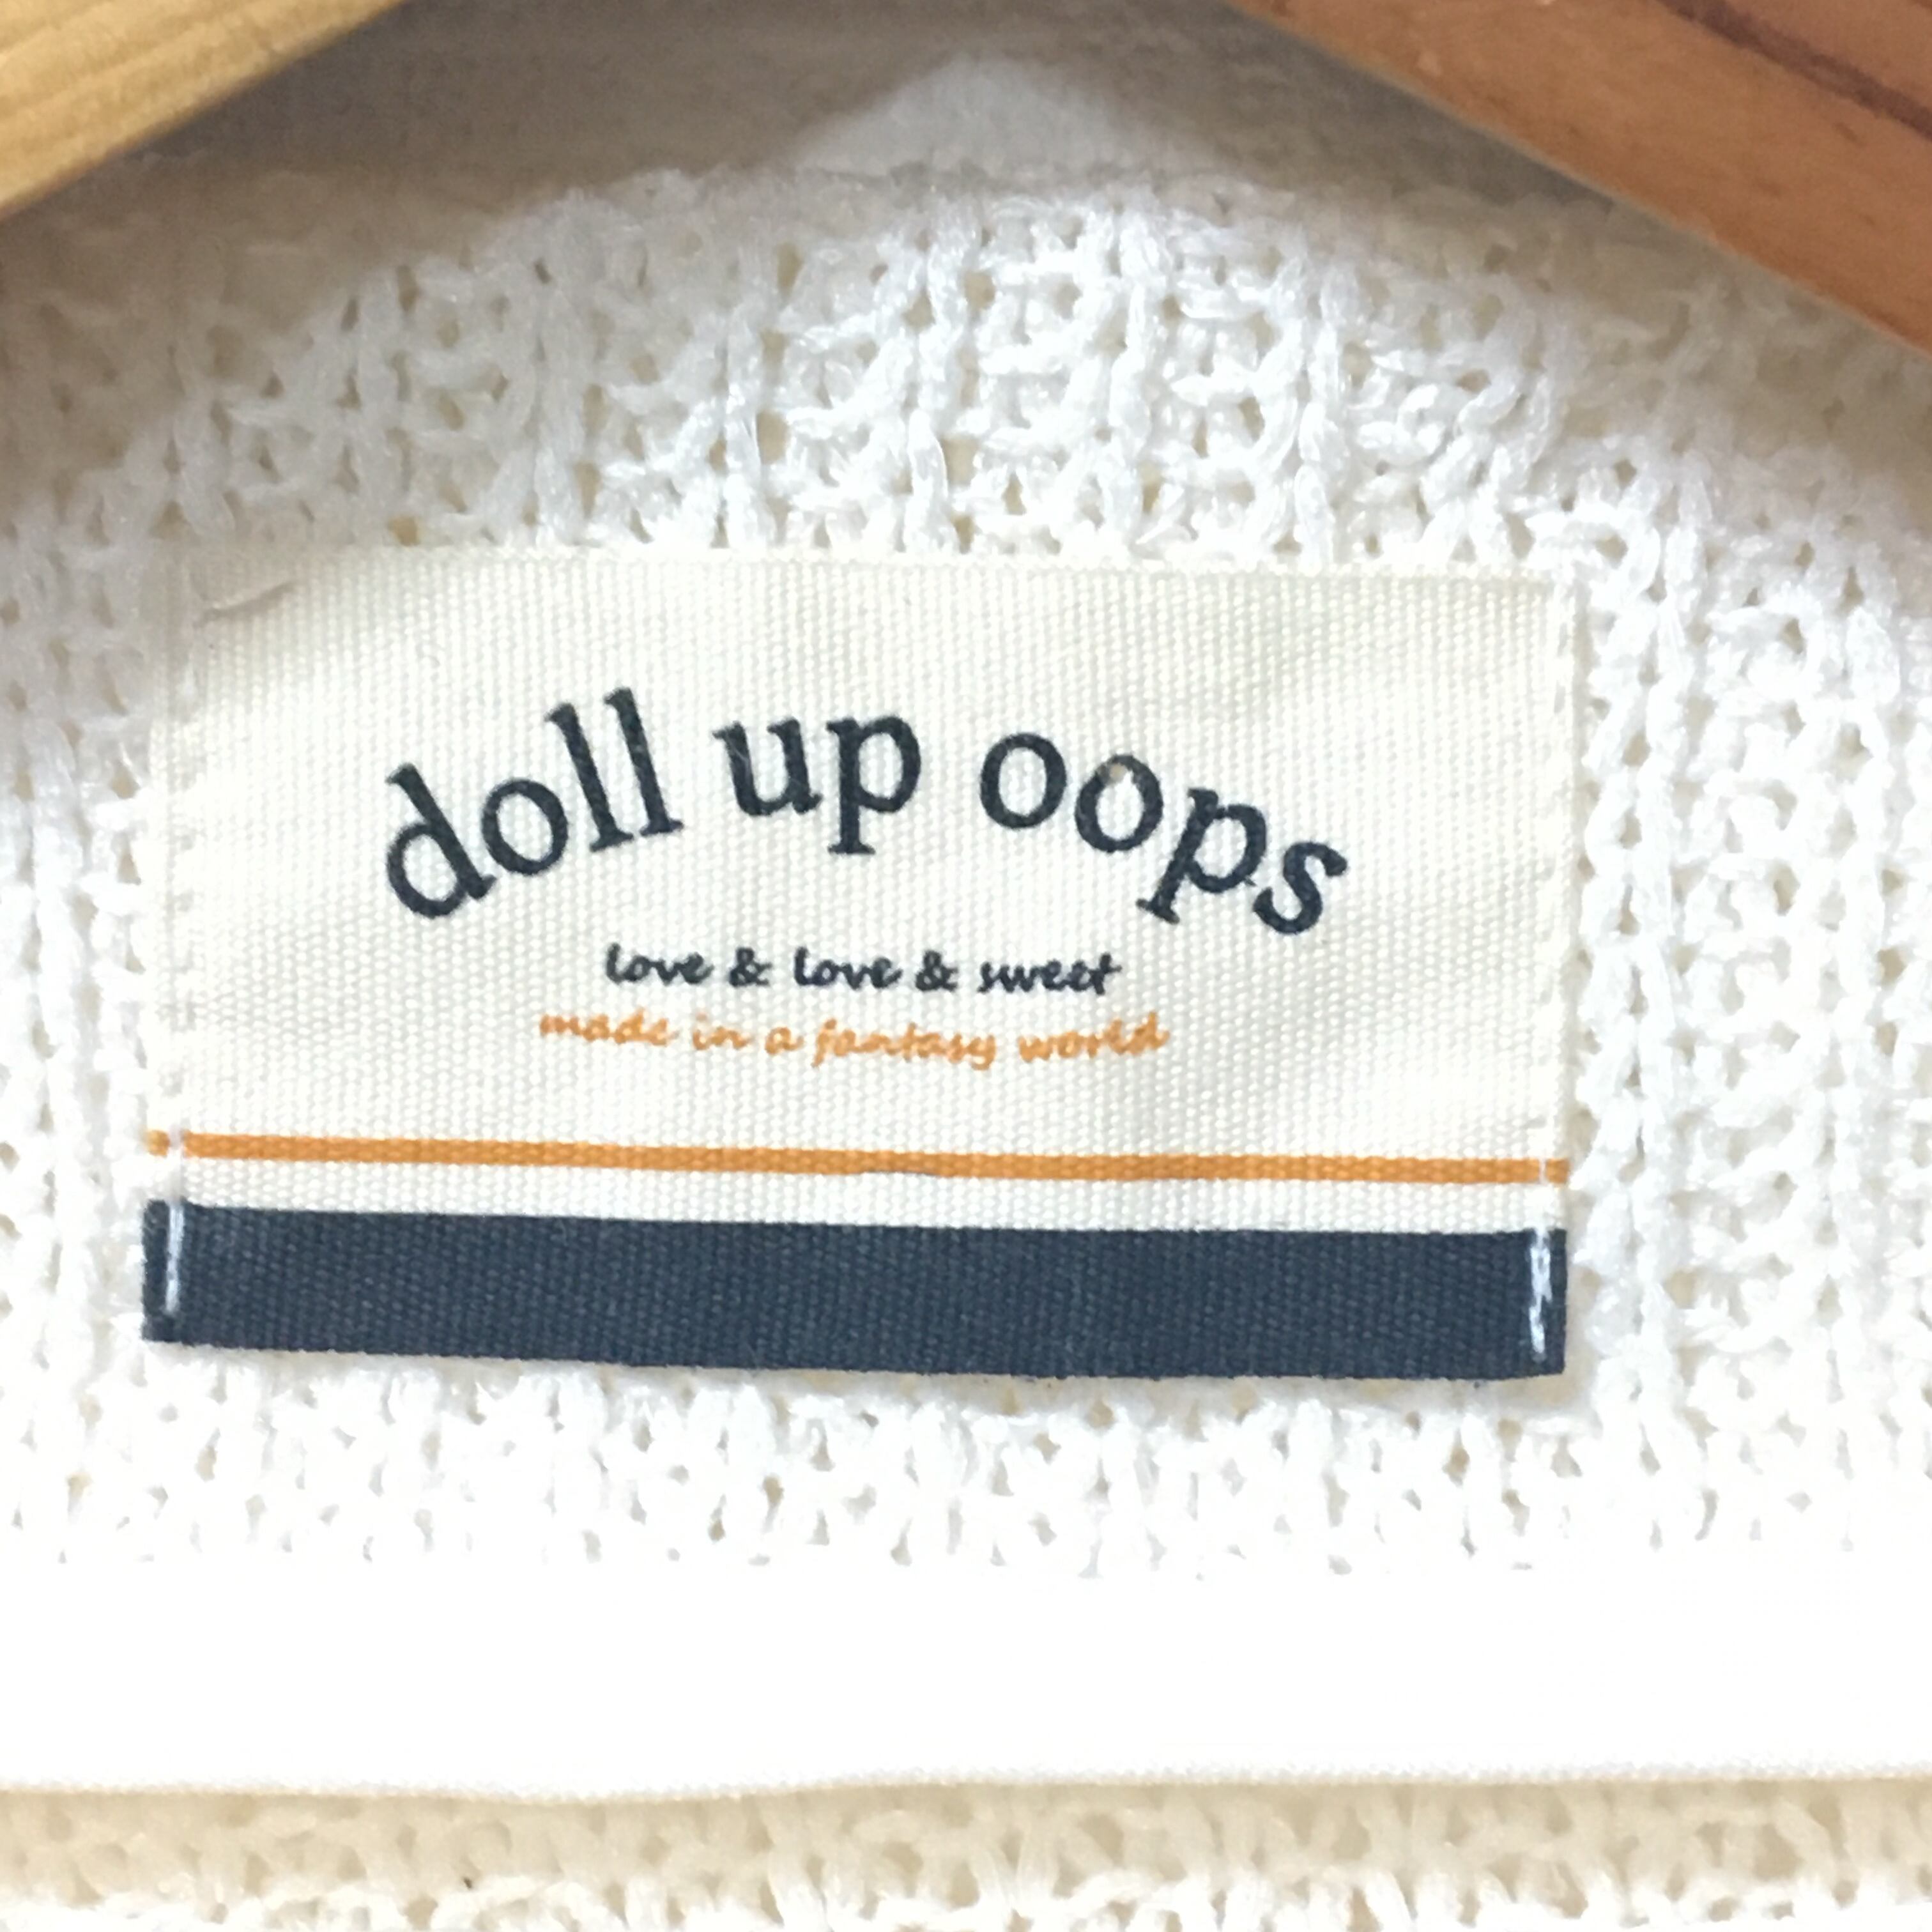 doll up oops
love & love & sweet
made in a fantasy world